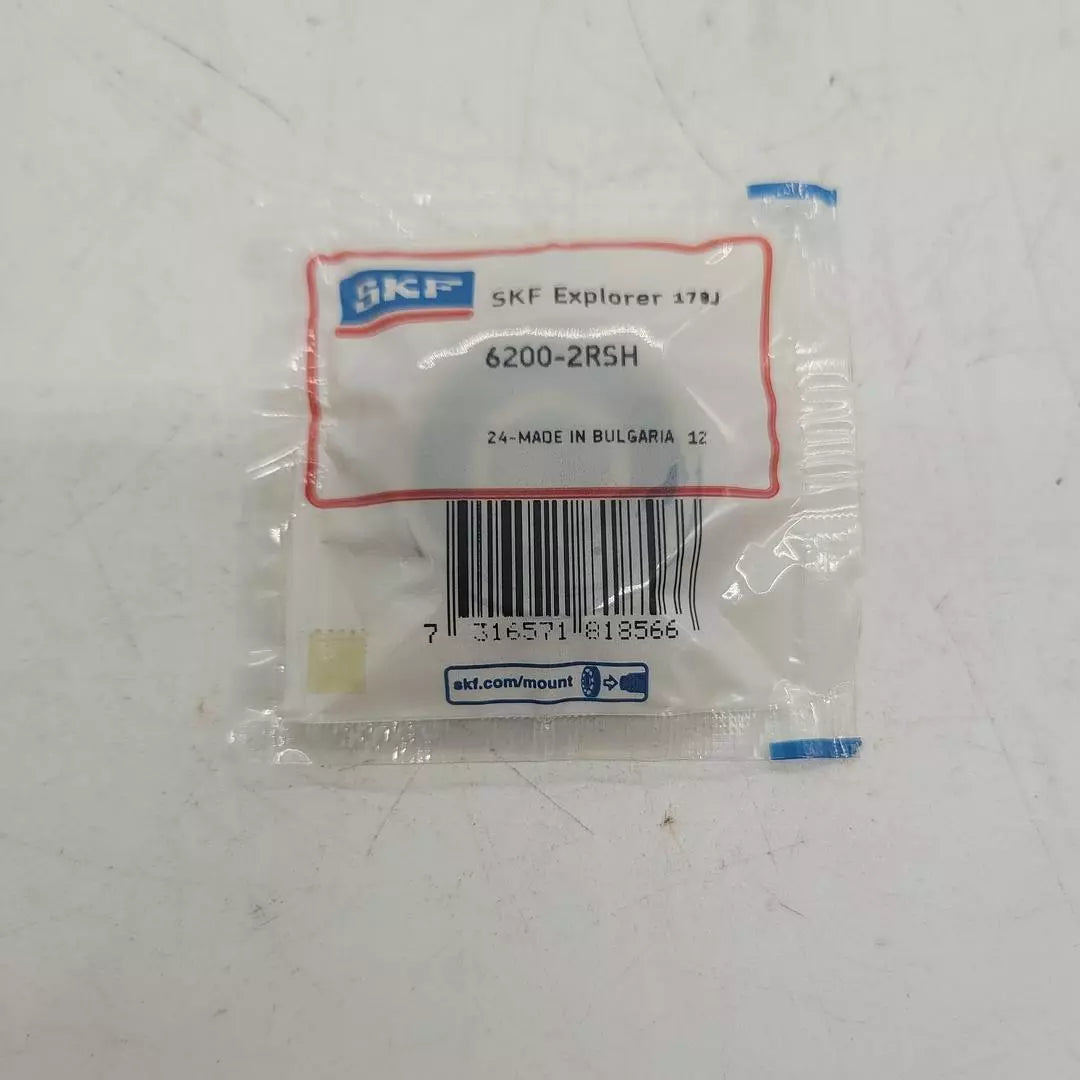 SKF
SKF Explorer 178J
6200-2RSH
24-MADE IN BULGARIA 12
7 316571 818566
skf.com/mount